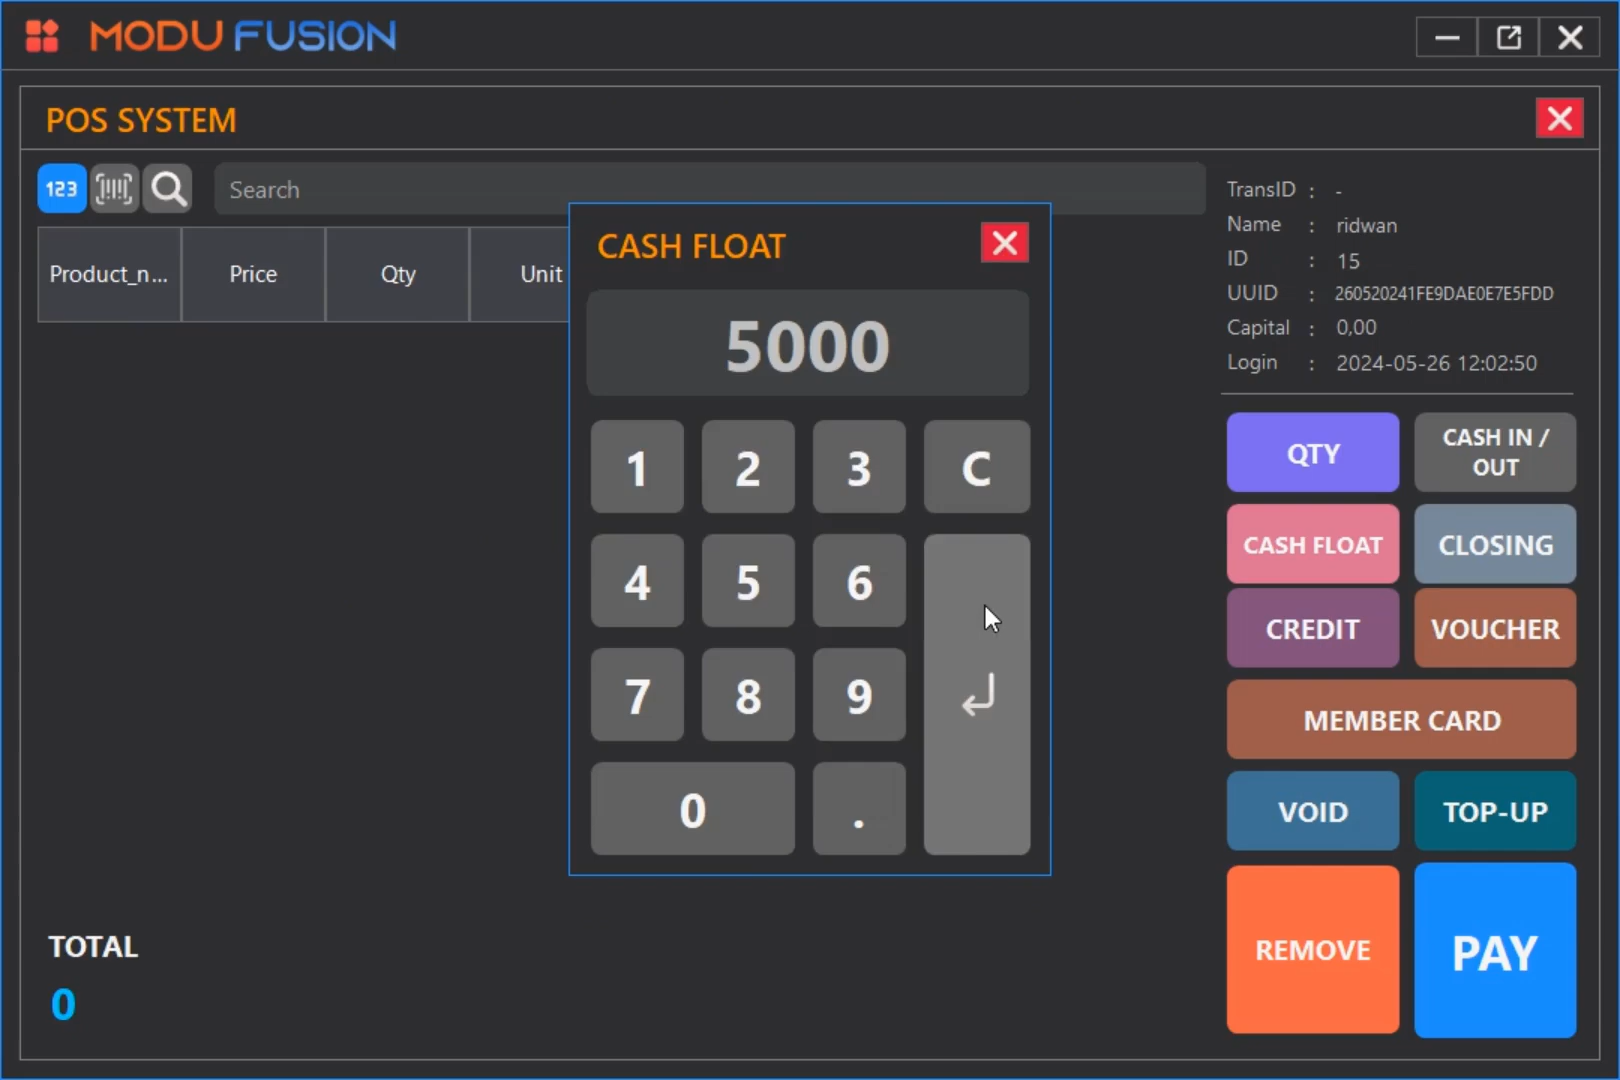 MODU FUSION
POS SYSTEM
123
Search
Product_n...
Price
Qty
Unit
CASH FLOAT
5000
1 2 3 C
4 5 6
7 8 9
0 .
TransID : -
Name : ridwan
ID : 15
UUID : 260520241FE9DAE0E7E5FDD
Capital : 0,00
Login : 2024-05-26 12:02:50
QTY
CASH IN /
OUT
CASH FLOAT
CLOSING
CREDIT
VOUCHER
MEMBER CARD
VOID
TOP-UP
REMOVE
PAY
TOTAL
0